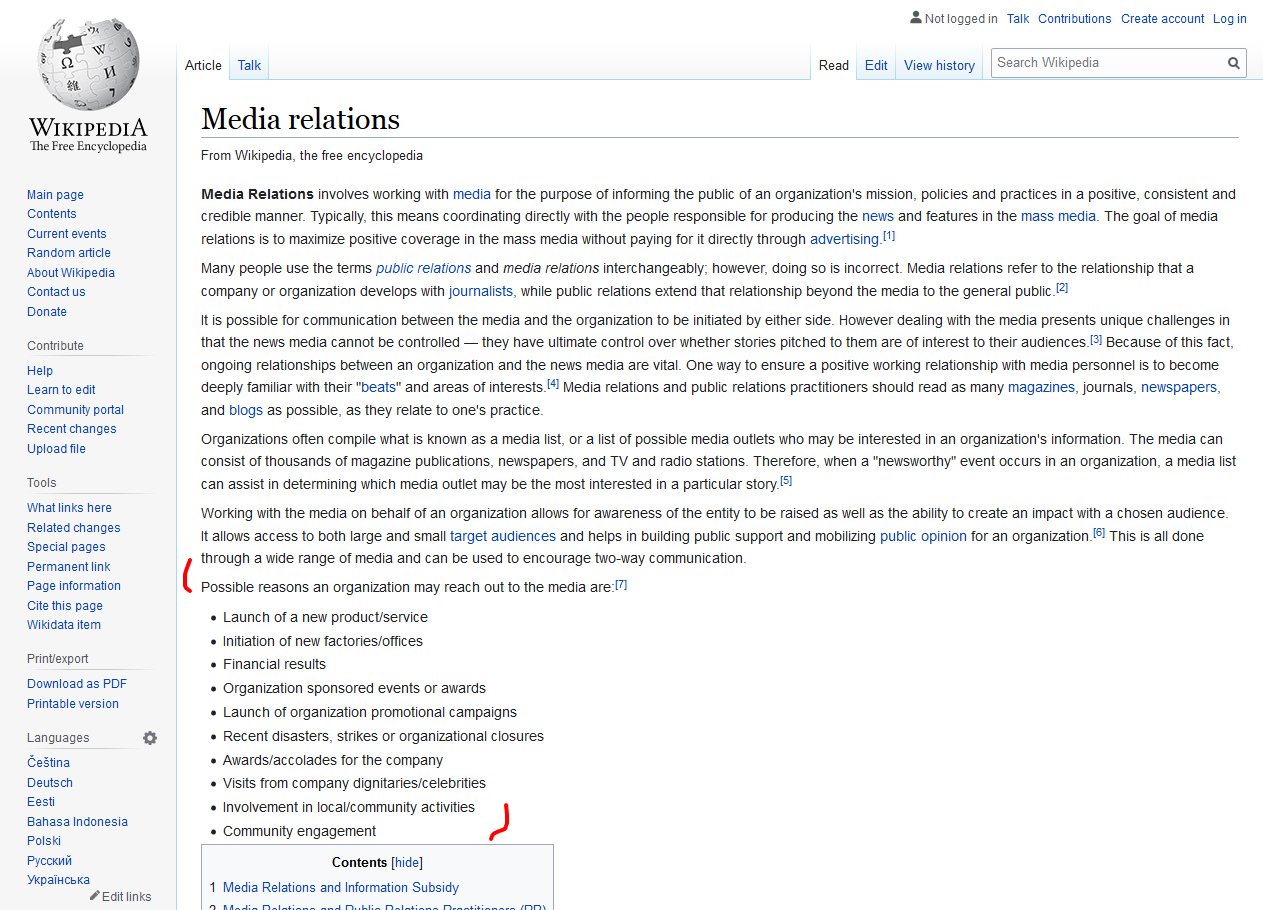 Not logged in Talk Contributions Create account Log in
Article Talk Read Edit View history Search Wikipedia
WIKIPEDIA
The Free Encyclopedia
Main page
Contents
Current events
Random article
About Wikipedia
Contact us
Donate
Contribute
Help
Learn to edit
Community portal
Recent changes
Upload file
Tools
What links here
Related changes
Special pages
Permanent link
Page information
Cite this page
Wikidata item
Print/export
Download as PDF
Printable version
Languages
Čeština
Deutsch
Eesti
Bahasa Indonesia
Polski
Русский
Українська
Edit links
Media relations
From Wikipedia, the free encyclopedia
Media Relations involves working with media for the purpose of informing the public of an organization's mission, policies and practices in a positive, consistent and
credible manner. Typically, this means coordinating directly with the people responsible for producing the news and features in the mass media. The goal of media
relations is to maximize positive coverage in the mass media without paying for it directly through advertising.[1]
Many people use the terms public relations and media relations interchangeably; however, doing so is incorrect. Media relations refer to the relationship that a
company or organization develops with journalists, while public relations extend that relationship beyond the media to the general public.[2]
It is possible for communication between the media and the organization to be initiated by either side. However dealing with the media presents unique challenges in
that the news media cannot be controlled — they have ultimate control over whether stories pitched to them are of interest to their audiences.[3] Because of this fact,
ongoing relationships between an organization and the news media are vital. One way to ensure a positive working relationship with media personnel is to become
deeply familiar with their "beats" and areas of interests.[4] Media relations and public relations practitioners should read as many magazines, journals, newspapers,
and blogs as possible, as they relate to one's practice.
Organizations often compile what is known as a media list, or a list of possible media outlets who may be interested in an organization's information. The media can
consist of thousands of magazine publications, newspapers, and TV and radio stations. Therefore, when a "newsworthy" event occurs in an organization, a media list
can assist in determining which media outlet may be the most interested in a particular story.[5]
Working with the media on behalf of an organization allows for awareness of the entity to be raised as well as the ability to create an impact with a chosen audience.
It allows access to both large and small target audiences and helps in building public support and mobilizing public opinion for an organization.[6] This is all done
through a wide range of media and can be used to encourage two-way communication.
Possible reasons an organization may reach out to the media are:[7]
• Launch of a new product/service
• Initiation of new factories/offices
• Financial results
• Organization sponsored events or awards
• Launch of organization promotional campaigns
• Recent disasters, strikes or organizational closures
• Awards/accolades for the company
• Visits from company dignitaries/celebrities
• Involvement in local/community activities
• Community engagement
Contents [hide]
1 Media Relations and Information Subsidy
2 Media Relations and Public Relations Practitioners (PR)